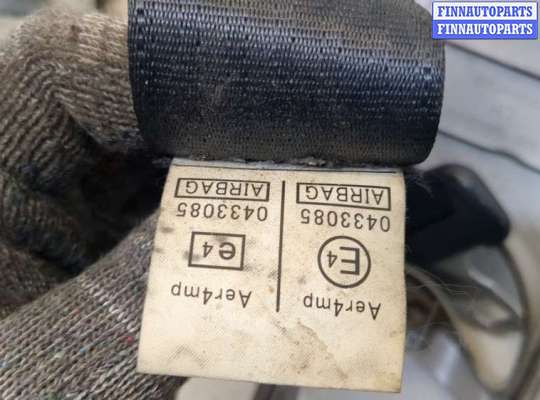 FINNAUTOPARTS
FINNAUTOPARTS
Aer4mp
E4
0433085
AIRBAG
Aer4mp
e4
0433085
AIRBAG